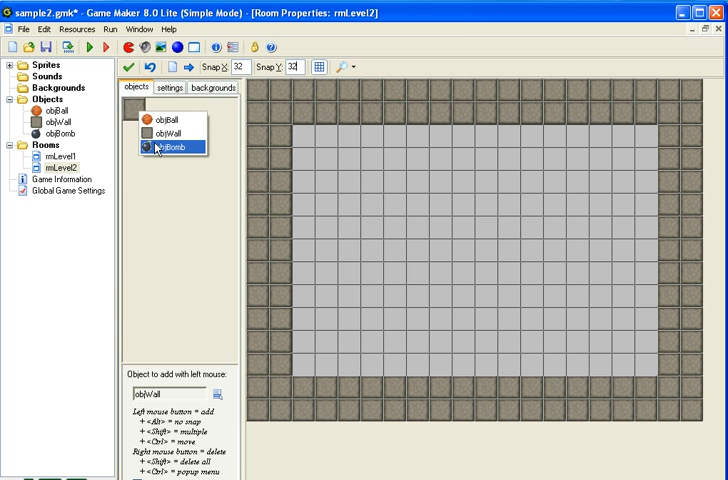 sample2.gmk* - Game Maker 8.0 Lite (Simple Mode) - [Room Properties: rmLevel2]
File Edit Resources Run Window Help
Snap X: 32 Snap Y: 32
Sprites
Sounds
Backgrounds
Objects
objBall
objWall
objBomb
Rooms
rmLevel1
rmLevel2
Game Information
Global Game Settings
objects settings backgrounds
objBall
objWall
objBomb
Object to add with left mouse:
objWall
Left mouse button = add
+ <Alt> = no snap
+ <Shift> = multiple
+ <Ctrl> = move
Right mouse button = delete
+ <Shift> = delete all
+ <Ctrl> = popup menu